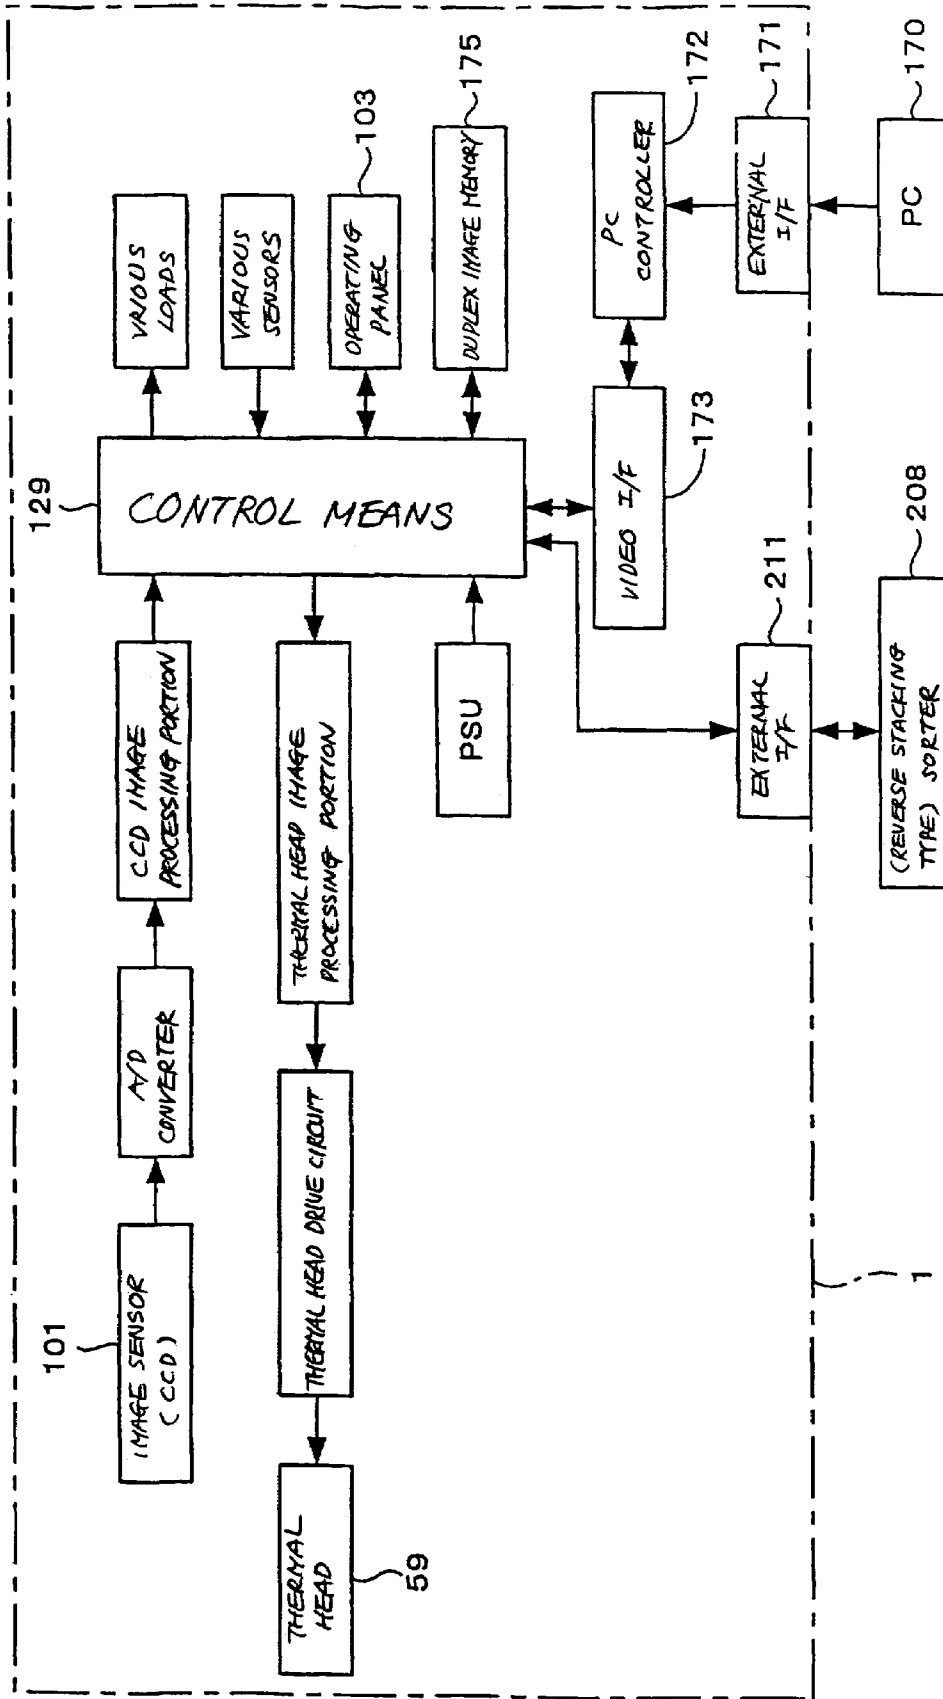 101
IMAGE SENSOR
(CCD)
A/D
CONVERTER
CCD IMAGE
PROCESSING PORTION
129
CONTROL MEANS
VRIOUS
LOADS
VARIOUS
SENSORS
OPERATING
PANEL
103
DUPLEX IMAGE MEMORY
175
THERMAL
HEAD
59
THERMAL HEAD DRIVE CIRCUIT
THERMAL HEAD IMAGE
PROCESSING PORTION
PSU
VIDEO I/F
173
PC
CONTROLLER
172
EXTERNAL
I/F
211
EXTERNAL
I/F
171
1
(REVERSE STACKING
TYPE) SORTER
208
PC
170